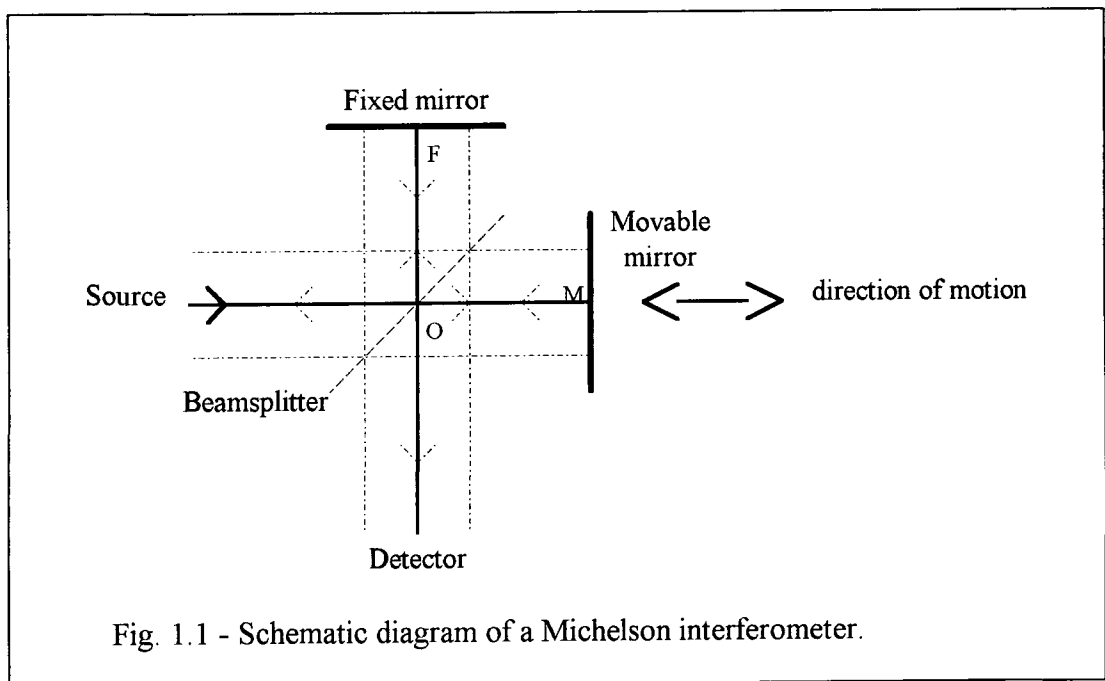 Fixed mirror
F
Movable
mirror
Source
M
direction of motion
O
Beamsplitter
Detector
Fig. 1.1 - Schematic diagram of a Michelson interferometer.